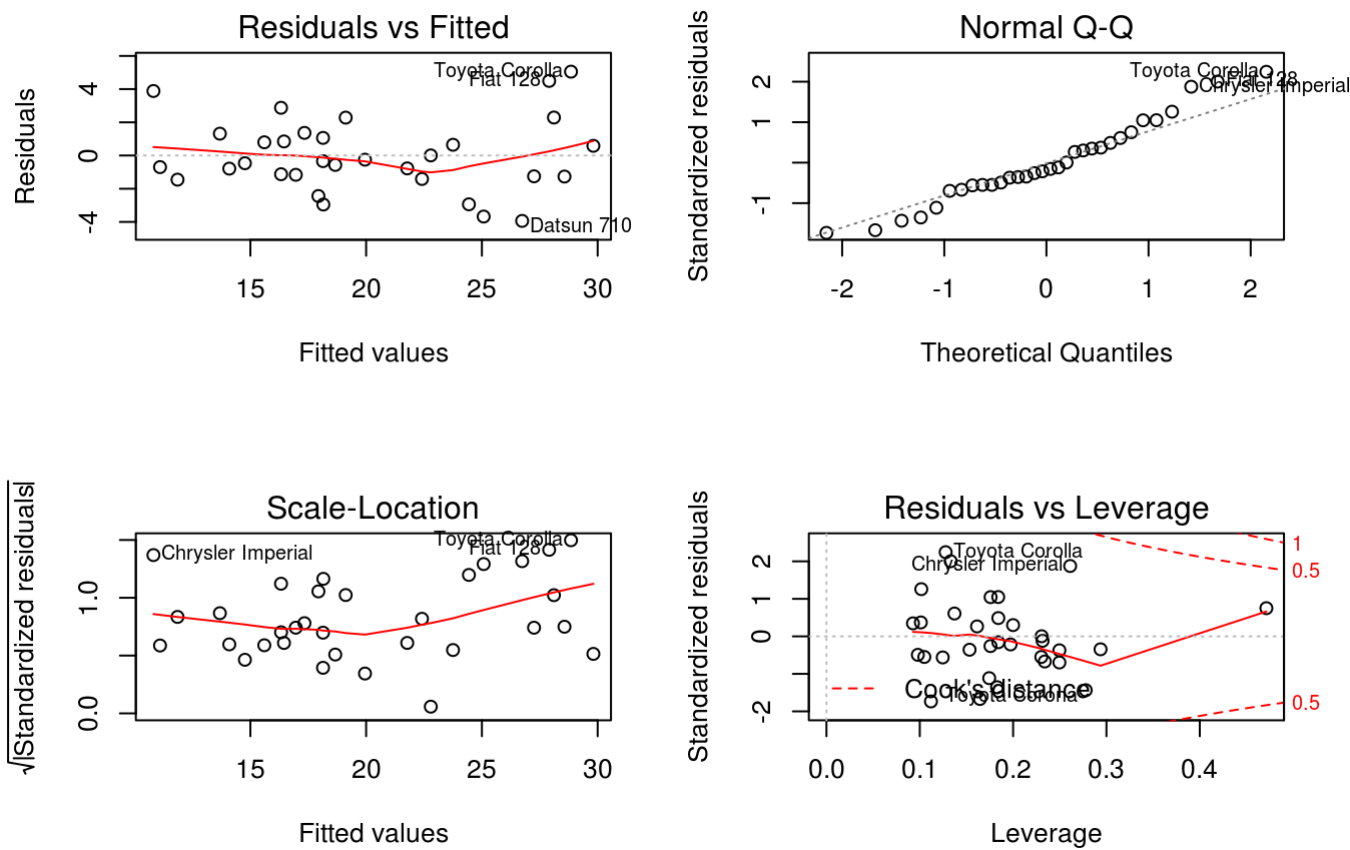 Residuals vs Fitted
Residuals
4
0
-4
Toyota Corolla
Fiat 128
Datsun 710
15 20 25 30
Fitted values
Normal Q-Q
Standardized residuals
2
1
-1
Toyota Corolla
Fiat 128
Chrysler Imperial
-2 -1 0 1 2
Theoretical Quantiles
Scale-Location
√|Standardized residuals|
1.0
0.0
Chrysler Imperial
Toyota Corolla
Fiat 128
15 20 25 30
Fitted values
Residuals vs Leverage
Standardized residuals
2
0
-2
Toyota Corolla
Chrysler Imperial
Cook's distance
Toyota Corona
1
0.5
0.5
0.0 0.1 0.2 0.3 0.4
Leverage